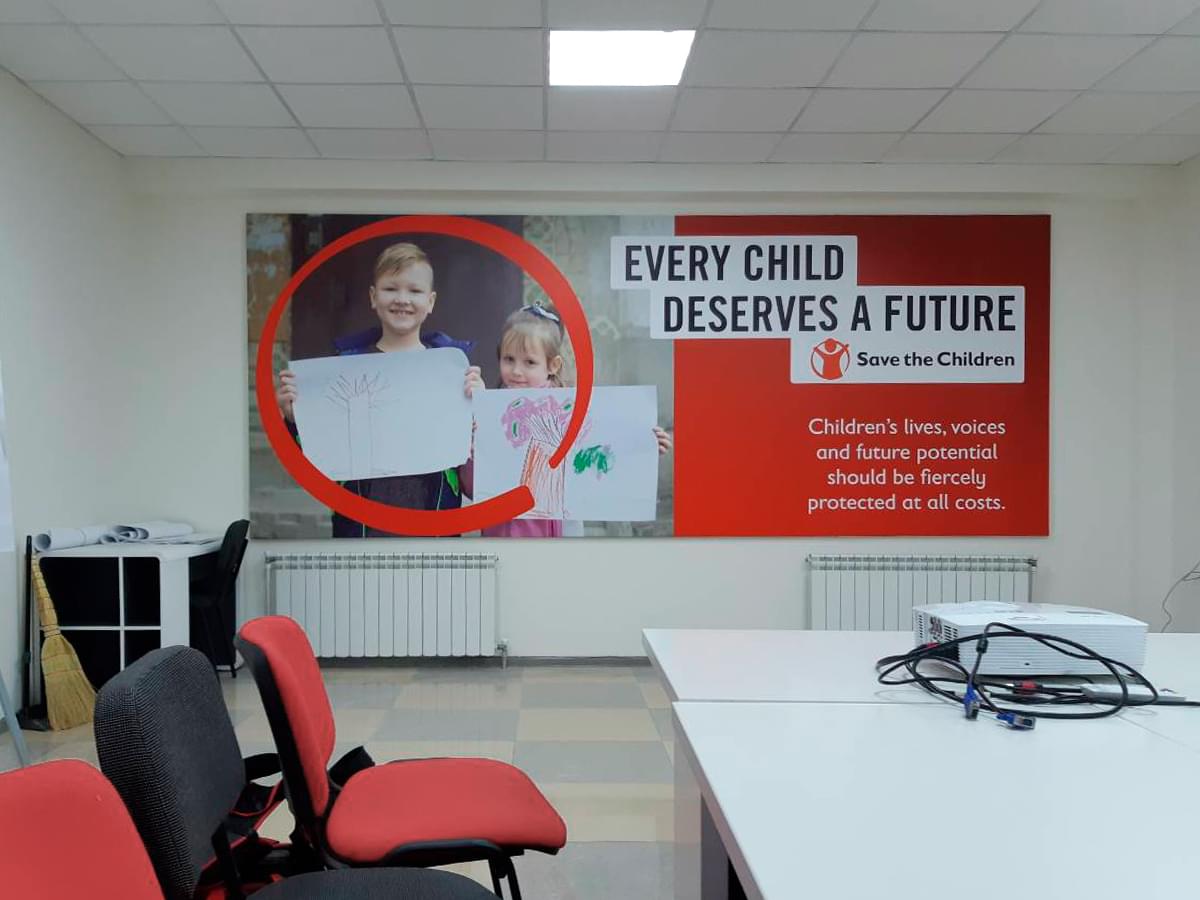 EVERY CHILD
DESERVES A FUTURE
Save the Children
Children's lives, voices
and future potential
should be fiercely
protected at all costs.